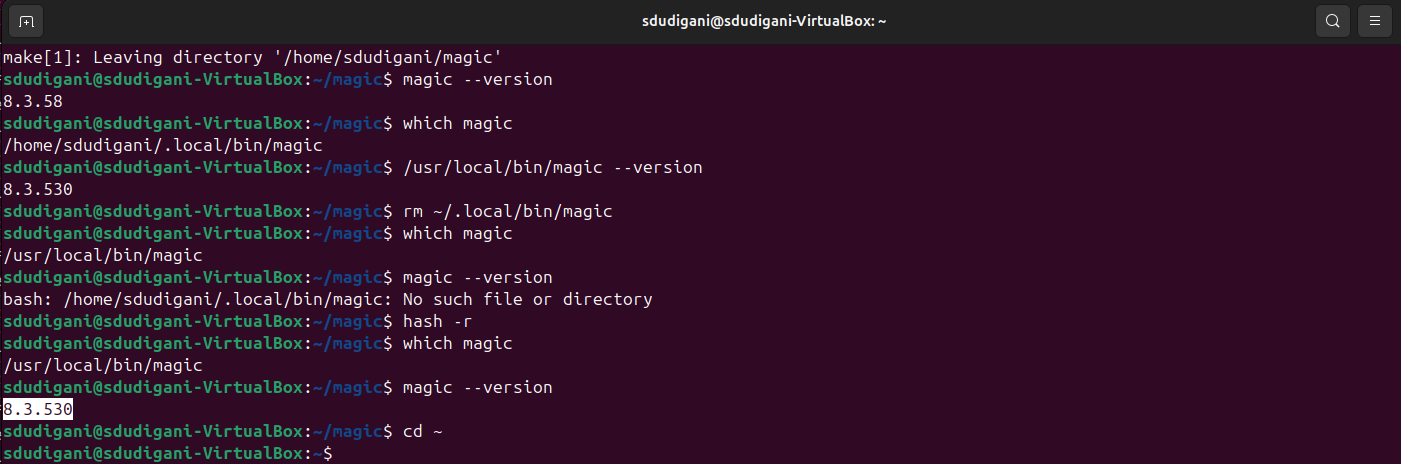 sdudigani@sdudigani-VirtualBox: ~
make[1]: Leaving directory '/home/sdudigani/magic'
sdudigani@sdudigani-VirtualBox:~/magic$ magic --version
8.3.58
sdudigani@sdudigani-VirtualBox:~/magic$ which magic
/home/sdudigani/.local/bin/magic
sdudigani@sdudigani-VirtualBox:~/magic$ /usr/local/bin/magic --version
8.3.530
sdudigani@sdudigani-VirtualBox:~/magic$ rm ~/.local/bin/magic
sdudigani@sdudigani-VirtualBox:~/magic$ which magic
/usr/local/bin/magic
sdudigani@sdudigani-VirtualBox:~/magic$ magic --version
bash: /home/sdudigani/.local/bin/magic: No such file or directory
sdudigani@sdudigani-VirtualBox:~/magic$ hash -r
sdudigani@sdudigani-VirtualBox:~/magic$ which magic
/usr/local/bin/magic
sdudigani@sdudigani-VirtualBox:~/magic$ magic --version
8.3.530
sdudigani@sdudigani-VirtualBox:~/magic$ cd ~
sdudigani@sdudigani-VirtualBox:~$